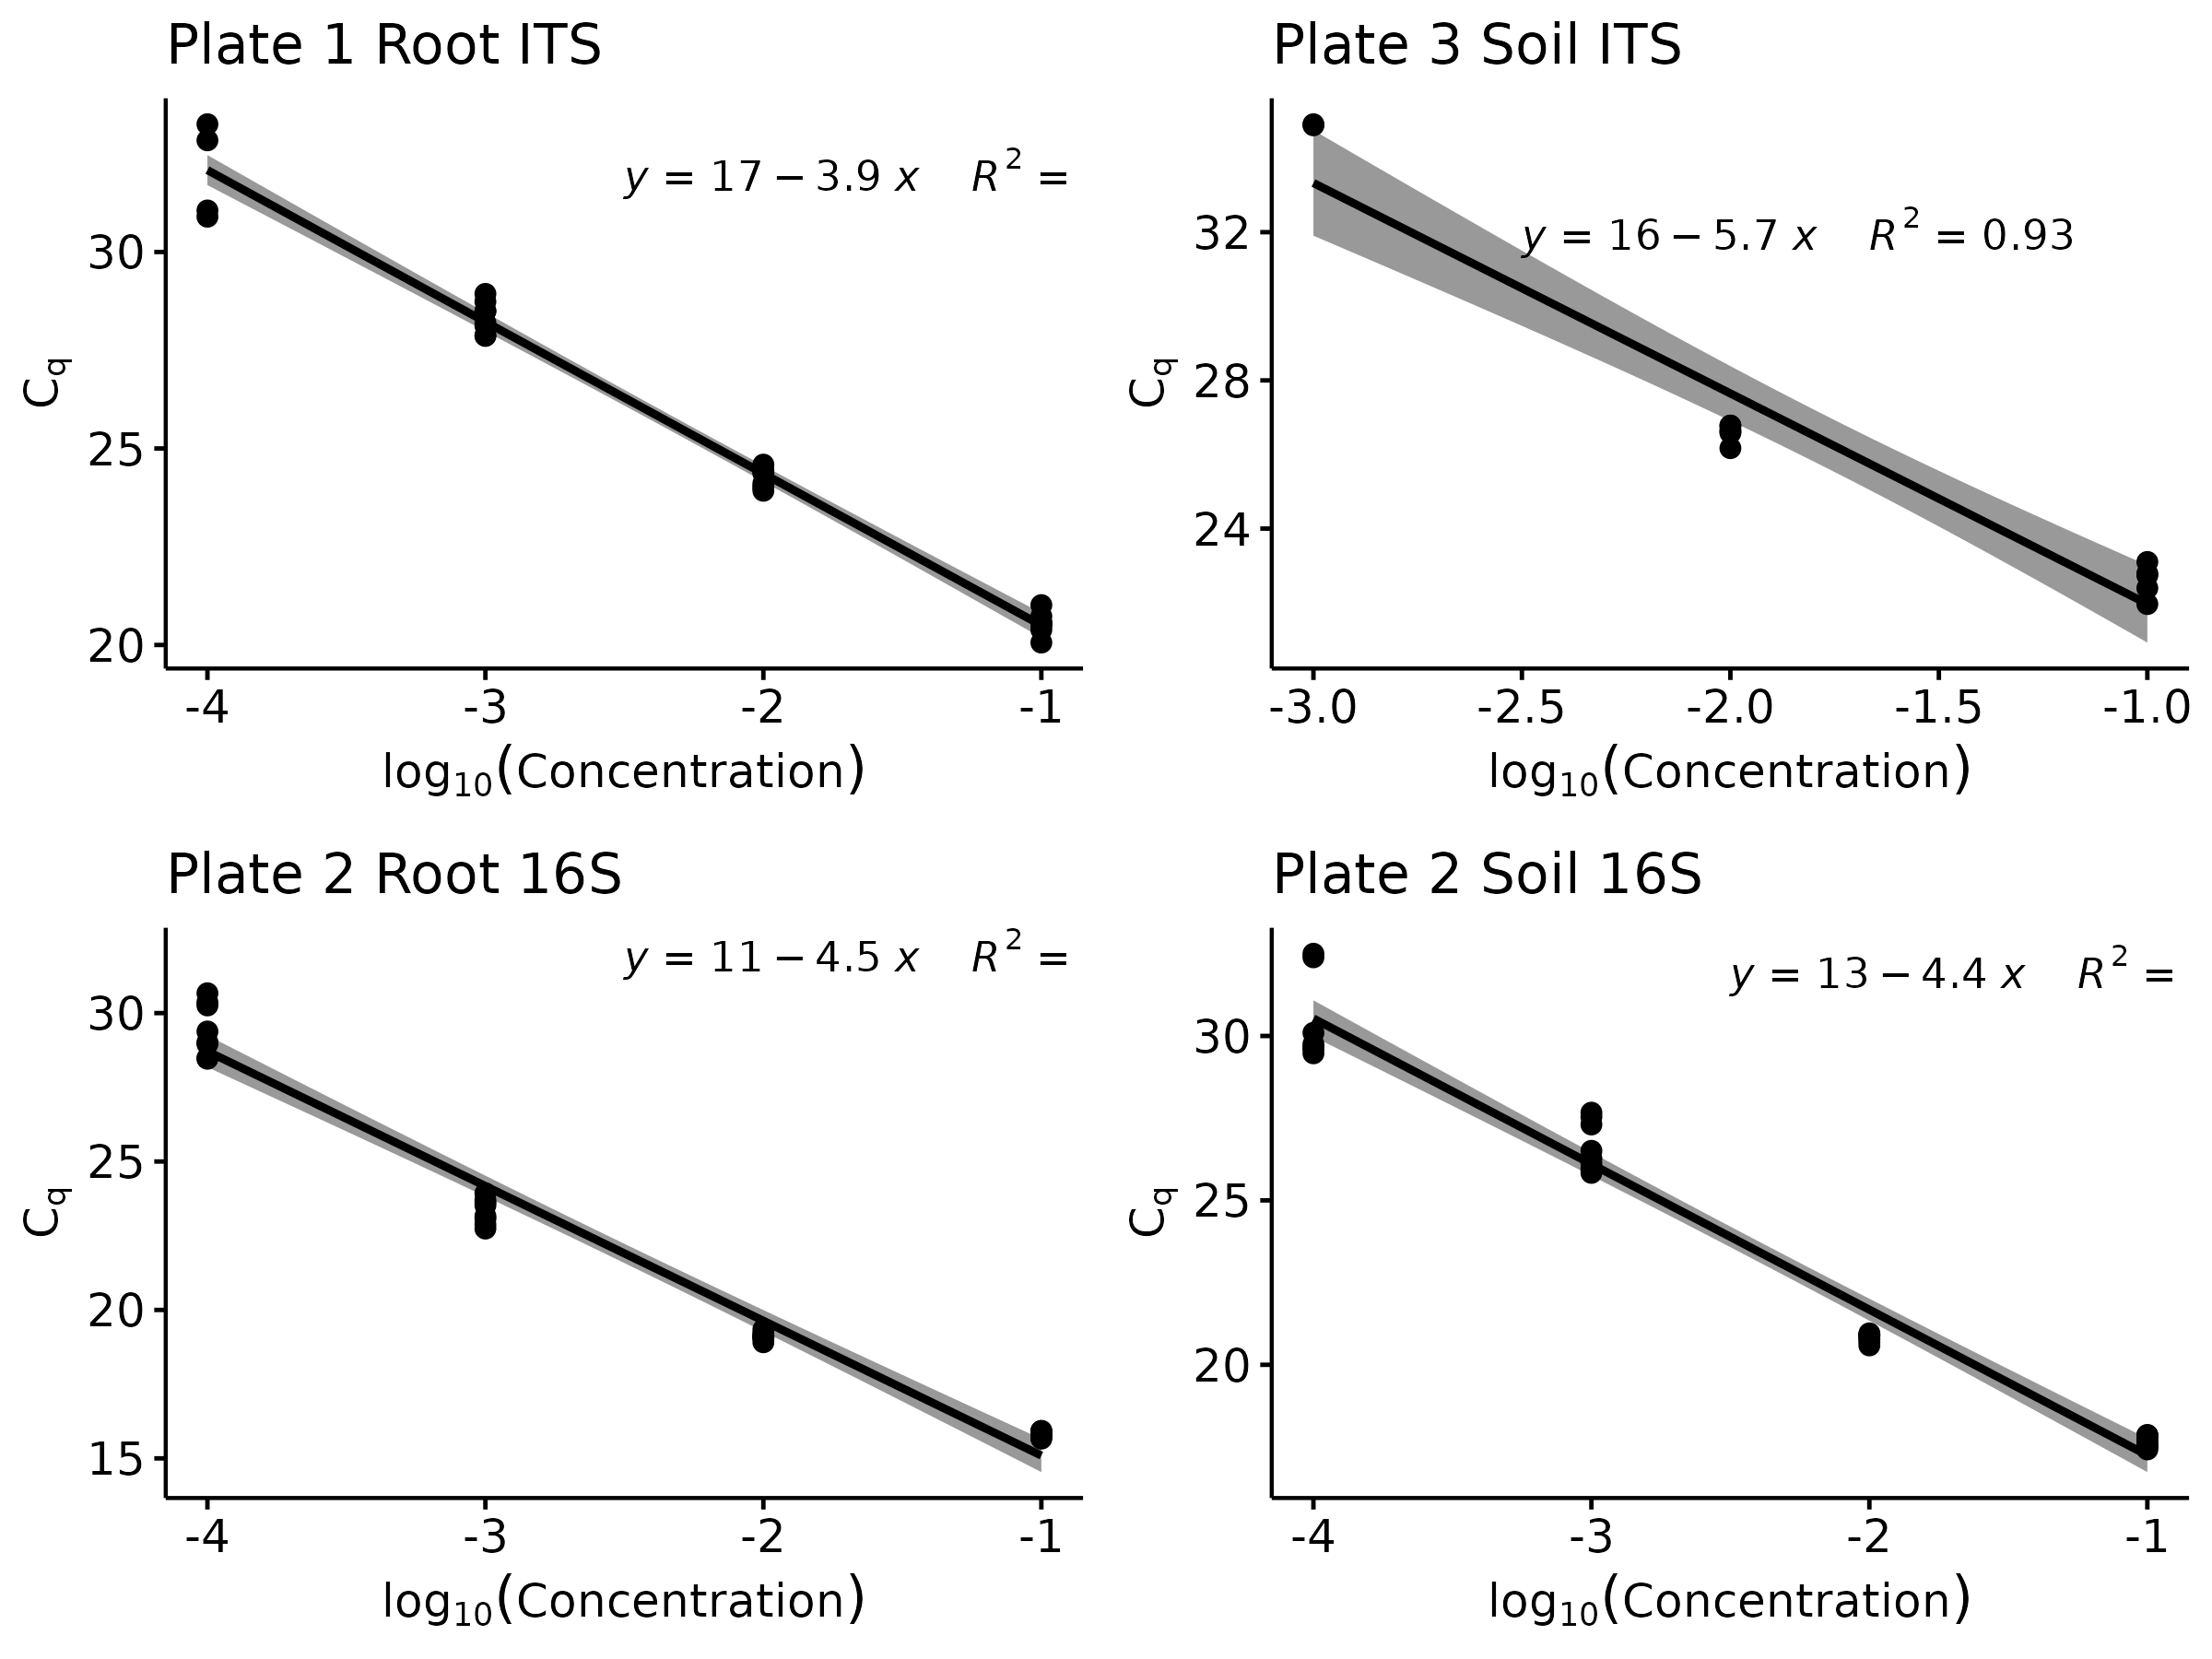 Plate 1 Root ITS
y = 17 − 3.9 x R² =
30
25
20
Cq
-4 -3 -2 -1
log₁₀(Concentration)
Plate 3 Soil ITS
y = 16 − 5.7 x R² = 0.93
32
28
24
Cq
-3.0 -2.5 -2.0 -1.5 -1.0
log₁₀(Concentration)
Plate 2 Root 16S
y = 11 − 4.5 x R² =
30
25
20
15
Cq
-4 -3 -2 -1
log₁₀(Concentration)
Plate 2 Soil 16S
y = 13 − 4.4 x R² =
30
25
20
Cq
-4 -3 -2 -1
log₁₀(Concentration)